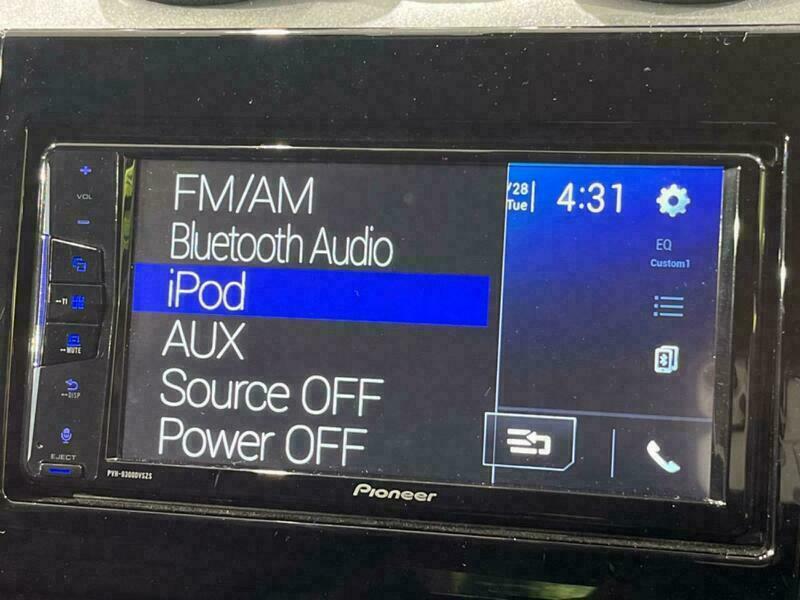 VOL
MUTE
DISP
EJECT
FM/AM
Bluetooth Audio
iPod
AUX
Source OFF
Power OFF
/28
Tue
4:31
EQ
Custom1
Pioneer